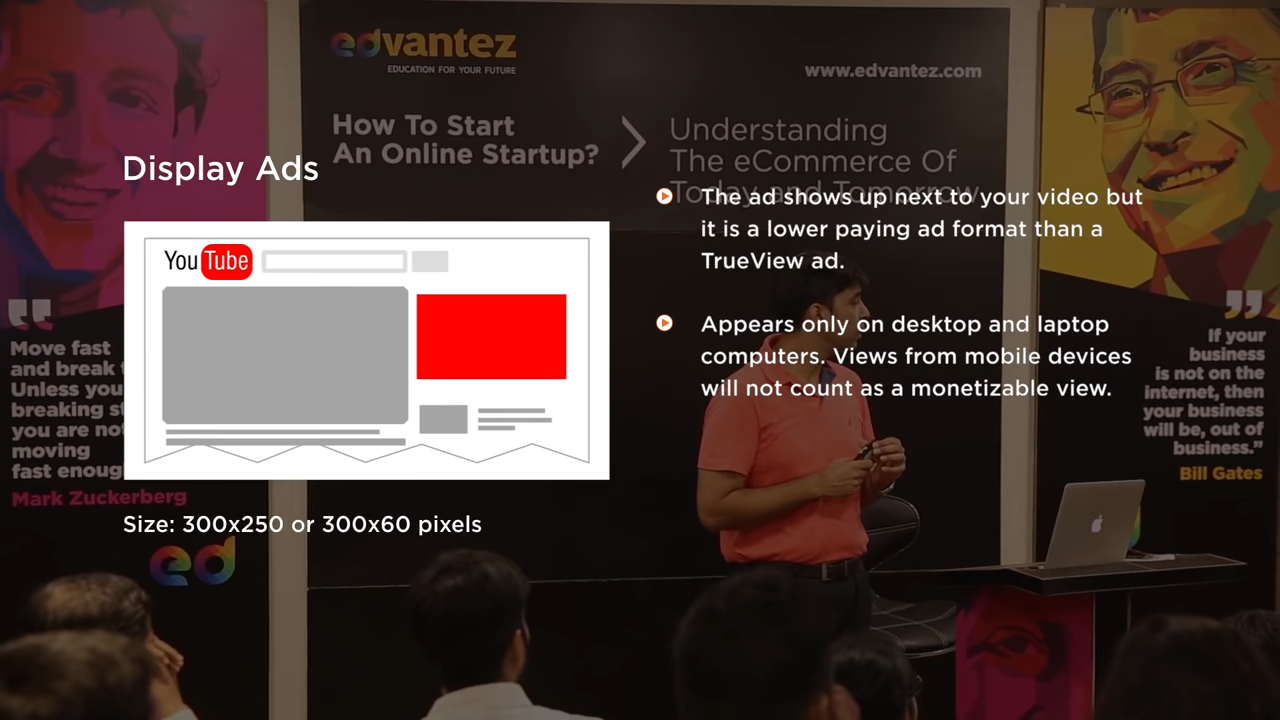 edvantez
EDUCATION FOR YOUR FUTURE
www.edvantez.com
How To Start
An Online Startup?
Understanding
The eCommerce Of
Today and Tomorrow
Display Ads
YouTube
The ad shows up next to your video but
it is a lower paying ad format than a
TrueView ad.
Appears only on desktop and laptop
computers. Views from mobile devices
will not count as a monetizable view.
Size: 300x250 or 300x60 pixels
Move fast
and break
Unless you
breaking
you are
moving
fast
Mark Zuckerberg
ed
If your
business
is not on the
internet, then
your business
will be, out of
business.”
Bill Gates